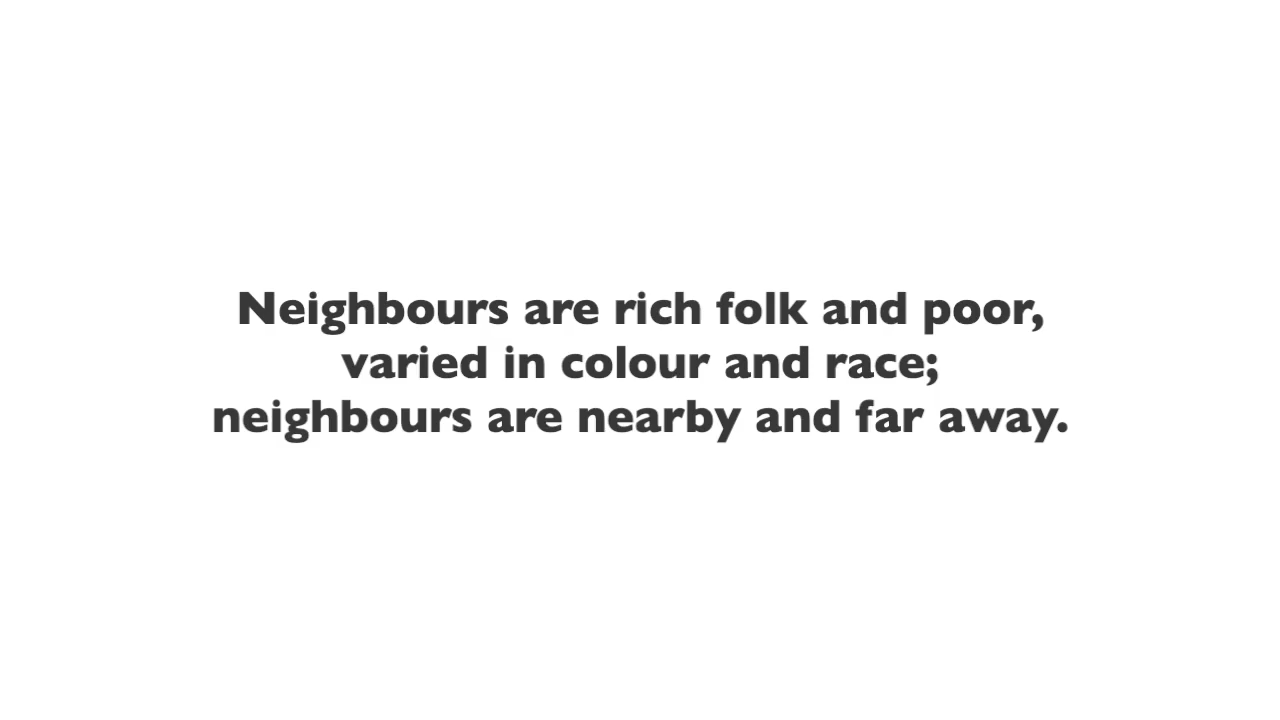 Neighbours are rich folk and poor,
varied in colour and race;
neighbours are nearby and far away.